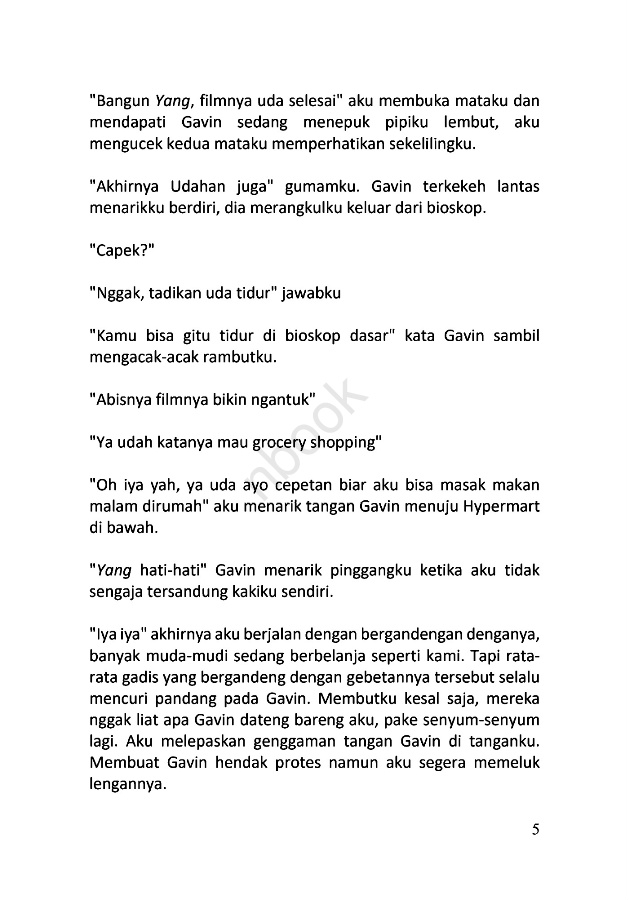 "Bangun Yang, filmnya uda selesai" aku membuka mataku dan
mendapati Gavin sedang menepuk pipiku lembut, aku
mengucek kedua mataku memperhatikan sekelilingku.
"Akhirnya Udahan juga" gumamku. Gavin terkekeh lantas
menarikku berdiri, dia merangkulku keluar dari bioskop.
"Capek?"
"Nggak, tadikan uda tidur" jawabku
"Kamu bisa gitu tidur di bioskop dasar" kata Gavin sambil
mengacak-acak rambutku.
"Abisnya filmnya bikin ngantuk"
"Ya udah katanya mau grocery shopping"
"Oh iya yah, ya uda ayo cepetan biar aku bisa masak makan
malam dirumah" aku menarik tangan Gavin menuju Hypermart
di bawah.
"Yang hati-hati" Gavin menarik pinggangku ketika aku tidak
sengaja tersandung kakiku sendiri.
"Iya iya" akhirnya aku berjalan dengan bergandengan denganya,
banyak muda-mudi sedang berbelanja seperti kami. Tapi rata-
rata gadis yang bergandeng dengan gebetannya tersebut selalu
mencuri pandang pada Gavin. Membutku kesal saja, mereka
nggak liat apa Gavin dateng bareng aku, pake senyum-senyum
lagi. Aku melepaskan genggaman tangan Gavin di tanganku.
Membuat Gavin hendak protes namun aku segera memeluk
lengannya.
nbook
5